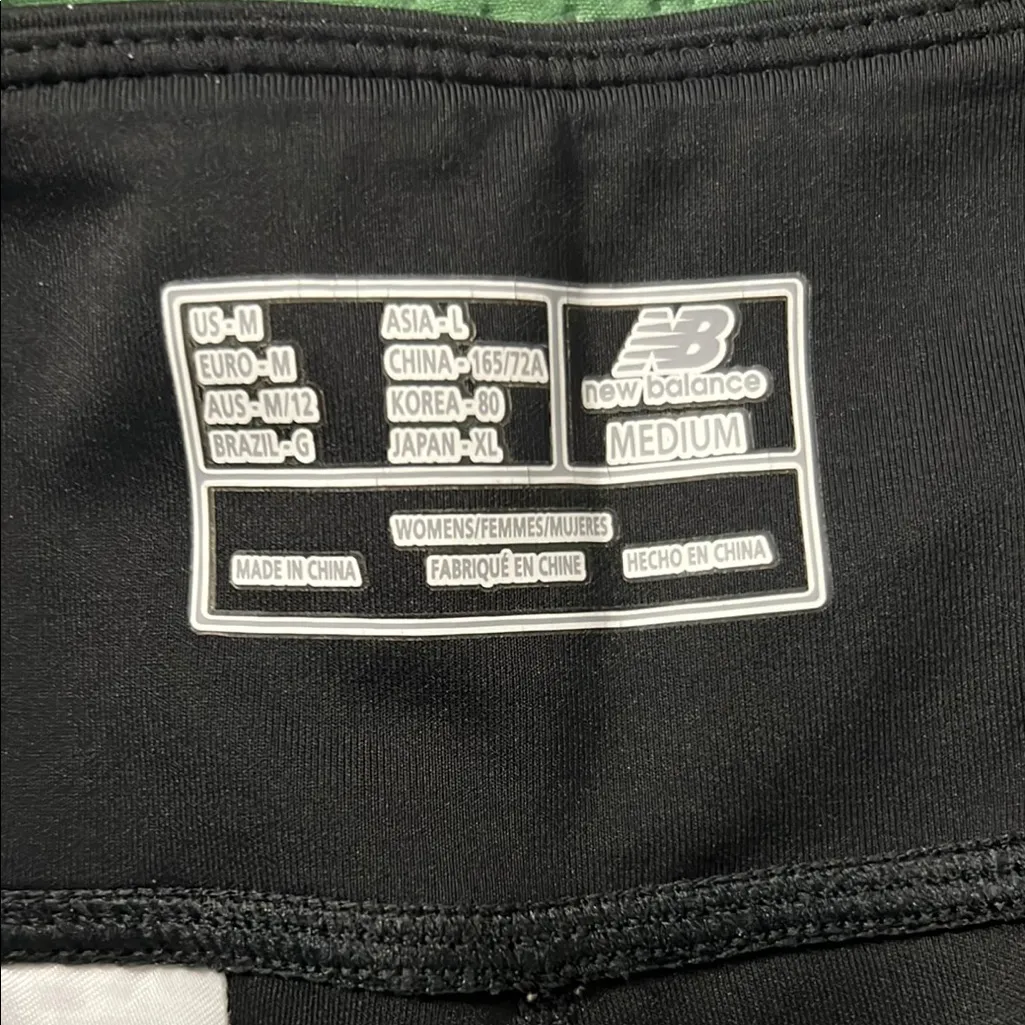 US - M
EURO - M
AUS - M/12
BRAZIL - G
ASIA - L
CHINA - 165/72A
KOREA - 80
JAPAN - XL
NB
new balance
MEDIUM
WOMENS/FEMMES/MUJERES
MADE IN CHINA
FABRIQUÉ EN CHINE
HECHO EN CHINA